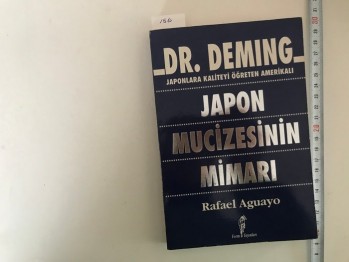 DR. DEMING
JAPONLARA KALİTEYİ ÖĞRETEN AMERİKALI
JAPON
MUCİZESİNİN
MİMARI
Rafael Aguayo